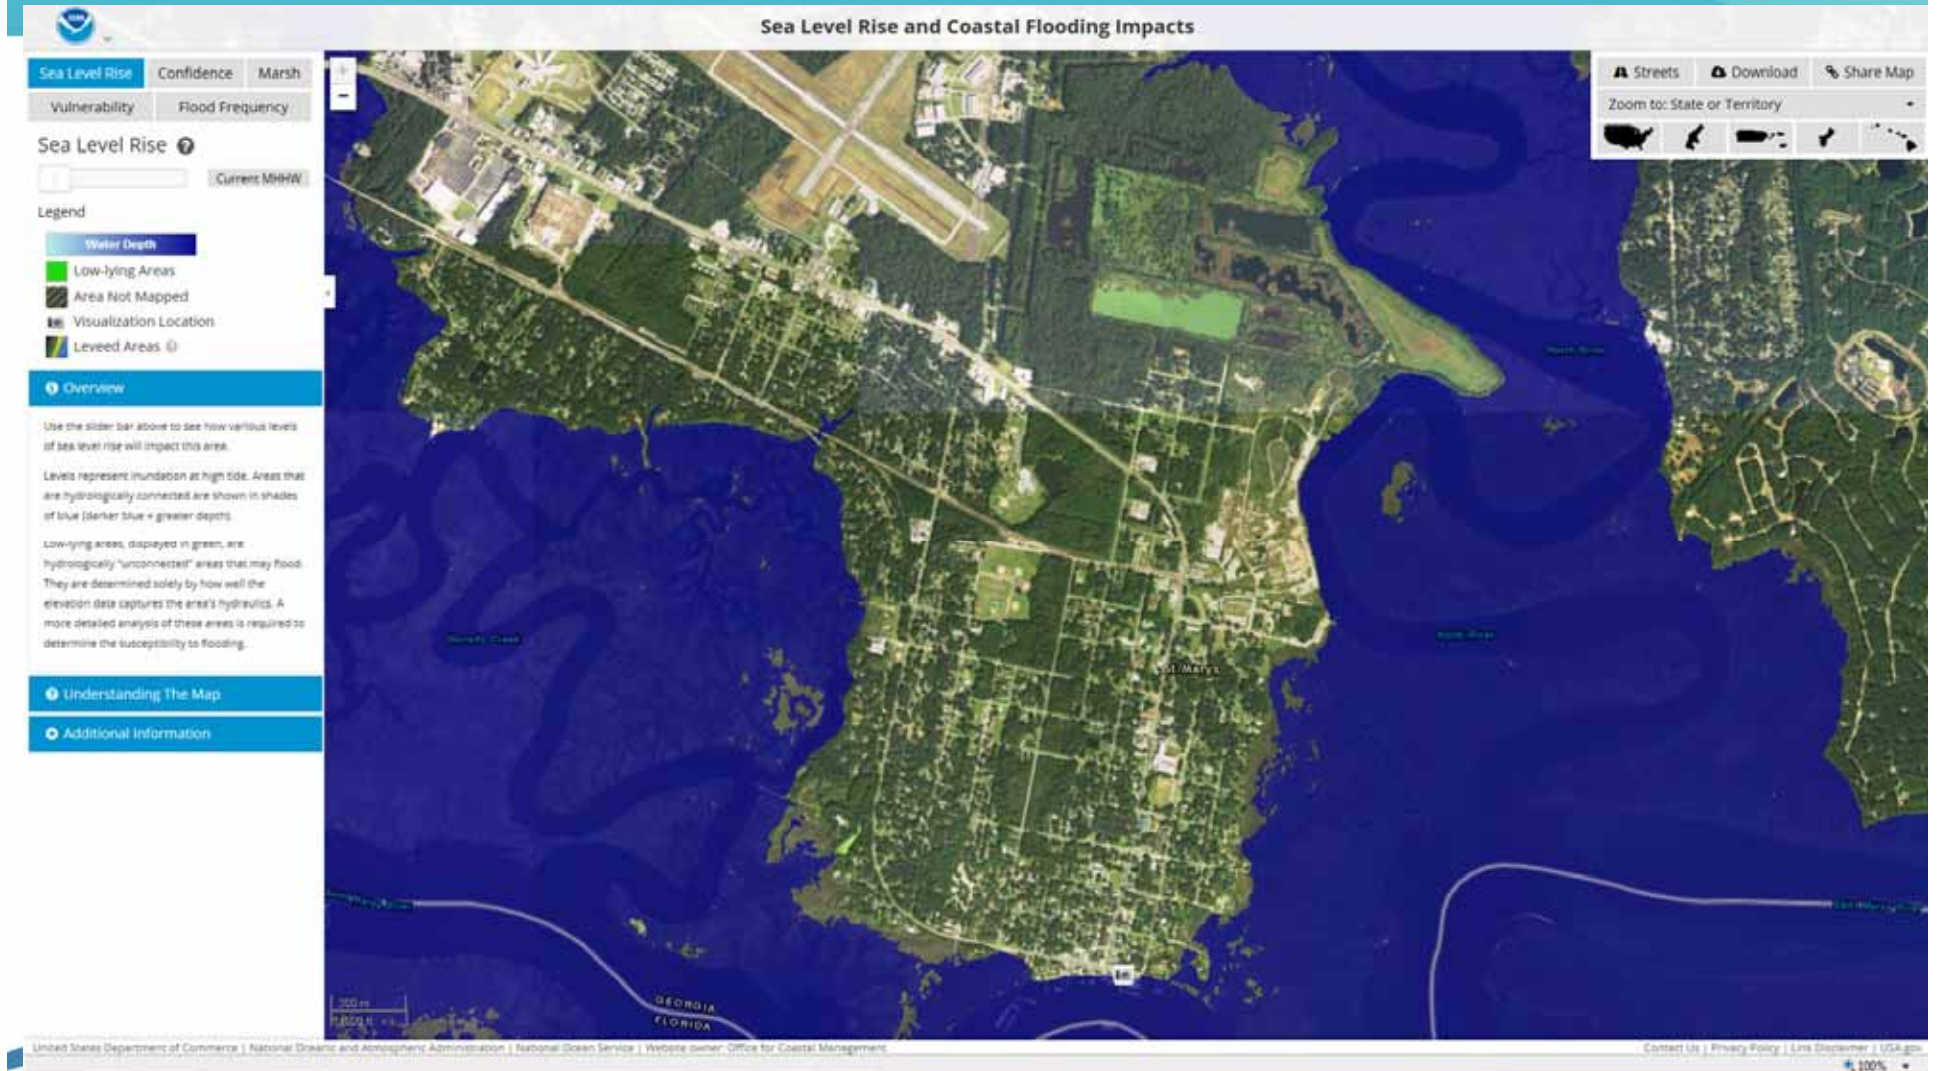 Sea Level Rise and Coastal Flooding Impacts
Sea Level Rise
Confidence
Marsh
Vulnerability
Flood Frequency
Sea Level Rise
Current MHHW
Legend
Water Depth
Low-lying Areas
Area Not Mapped
Visualization Location
Leveed Areas
Overview
Use the slider bar above to see how various levels
of sea level rise will impact this area.
Levels represent inundation at high tide. Areas that
are hydrologically connected are shown in shades
of blue (darker blue = greater depth).
Low-lying areas, displayed in green, are
hydrologically "unconnected" areas that may flood.
They are determined solely by how well the
elevation data captures the area's hydraulics. A
more detailed analysis of these areas is required to
determine the susceptibility to flooding.
Understanding The Map
Additional Information
Streets
Download
Share Map
Zoom to: State or Territory
North River
North River
St. Marys
GEORGIA
FLORIDA
United States Department of Commerce | National Oceanic and Atmospheric Administration | National Ocean Service | Website owner: Office for Coastal Management
Contact Us | Privacy Policy | Link Disclaimer | USA.gov
100%